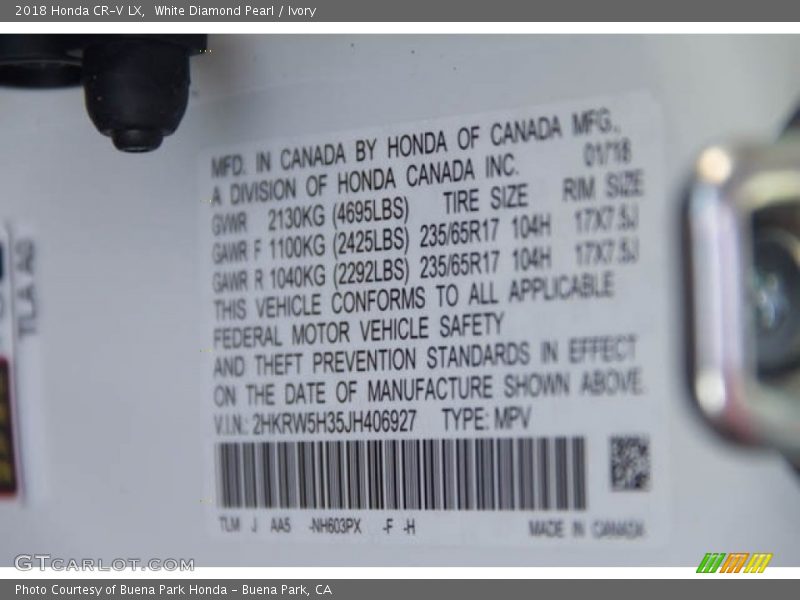 2018 Honda CR-V LX,  White Diamond Pearl / Ivory
MFD. IN CANADA BY HONDA OF CANADA MFG.,
A DIVISION OF HONDA CANADA INC. 01/18
GVWR 2130KG (4695LBS) TIRE SIZE RIM SIZE
GAWR F 1100KG (2425LBS) 235/65R17 104H 17X7.5J
GAWR R 1040KG (2292LBS) 235/65R17 104H 17X7.5J
THIS VEHICLE CONFORMS TO ALL APPLICABLE
FEDERAL MOTOR VEHICLE SAFETY
AND THEFT PREVENTION STANDARDS IN EFFECT
ON THE DATE OF MANUFACTURE SHOWN ABOVE.
V.I.N.: 2HKRW5H35JH406927 TYPE: MPV
TLM J AA5 -NH603PX -F -H MADE IN CANADA
TLA A0
GTCARLOT.COM
Photo Courtesy of Buena Park Honda - Buena Park, CA